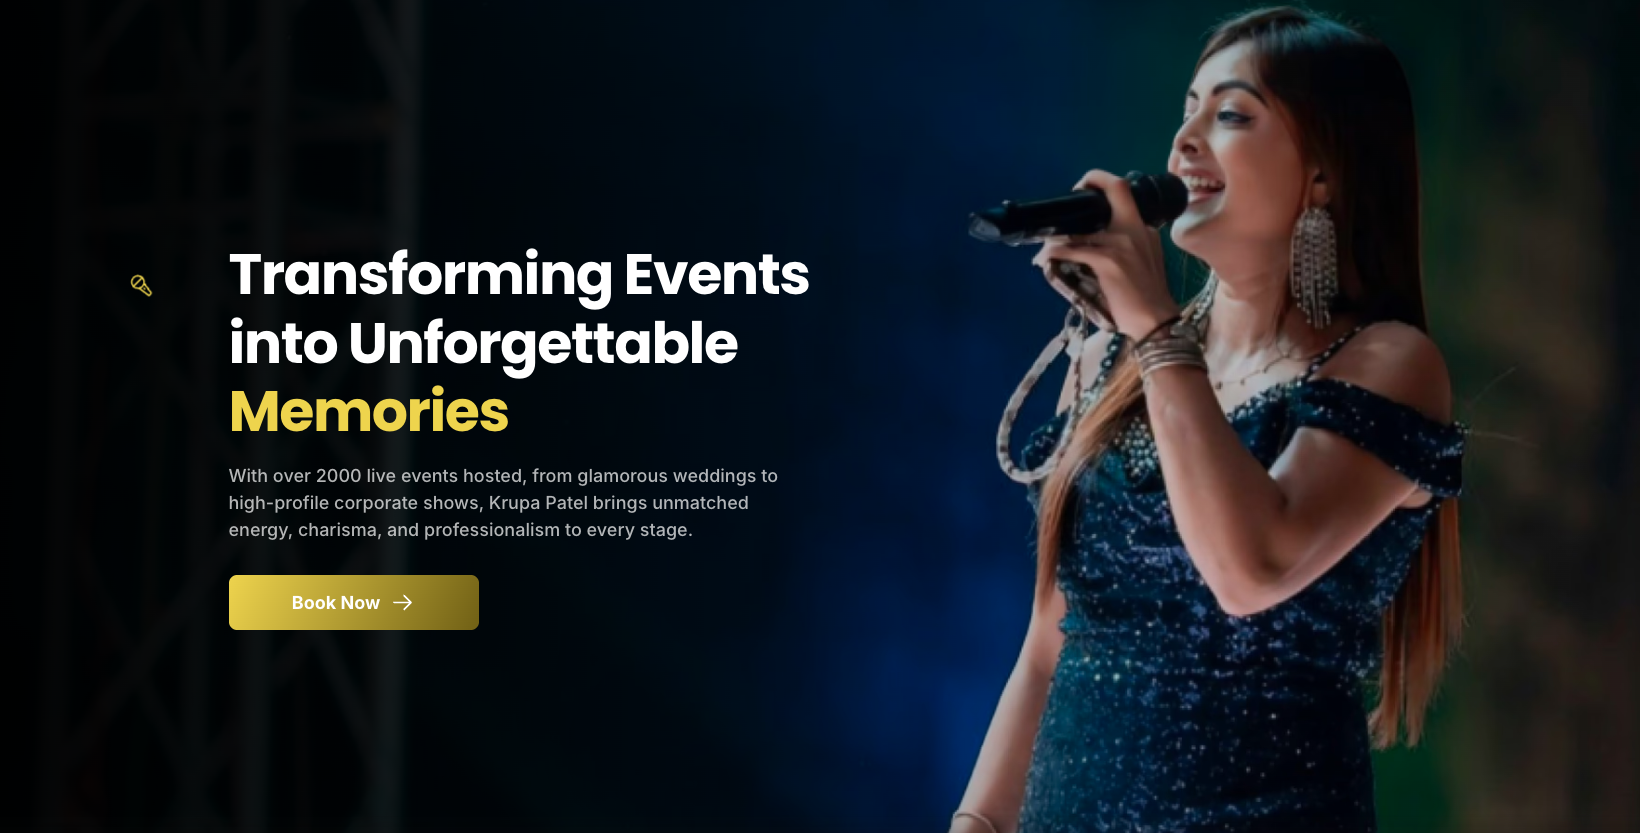 Transforming Events
into Unforgettable
Memories
With over 2000 live events hosted, from glamorous weddings to
high-profile corporate shows, Krupa Patel brings unmatched
energy, charisma, and professionalism to every stage.
Book Now